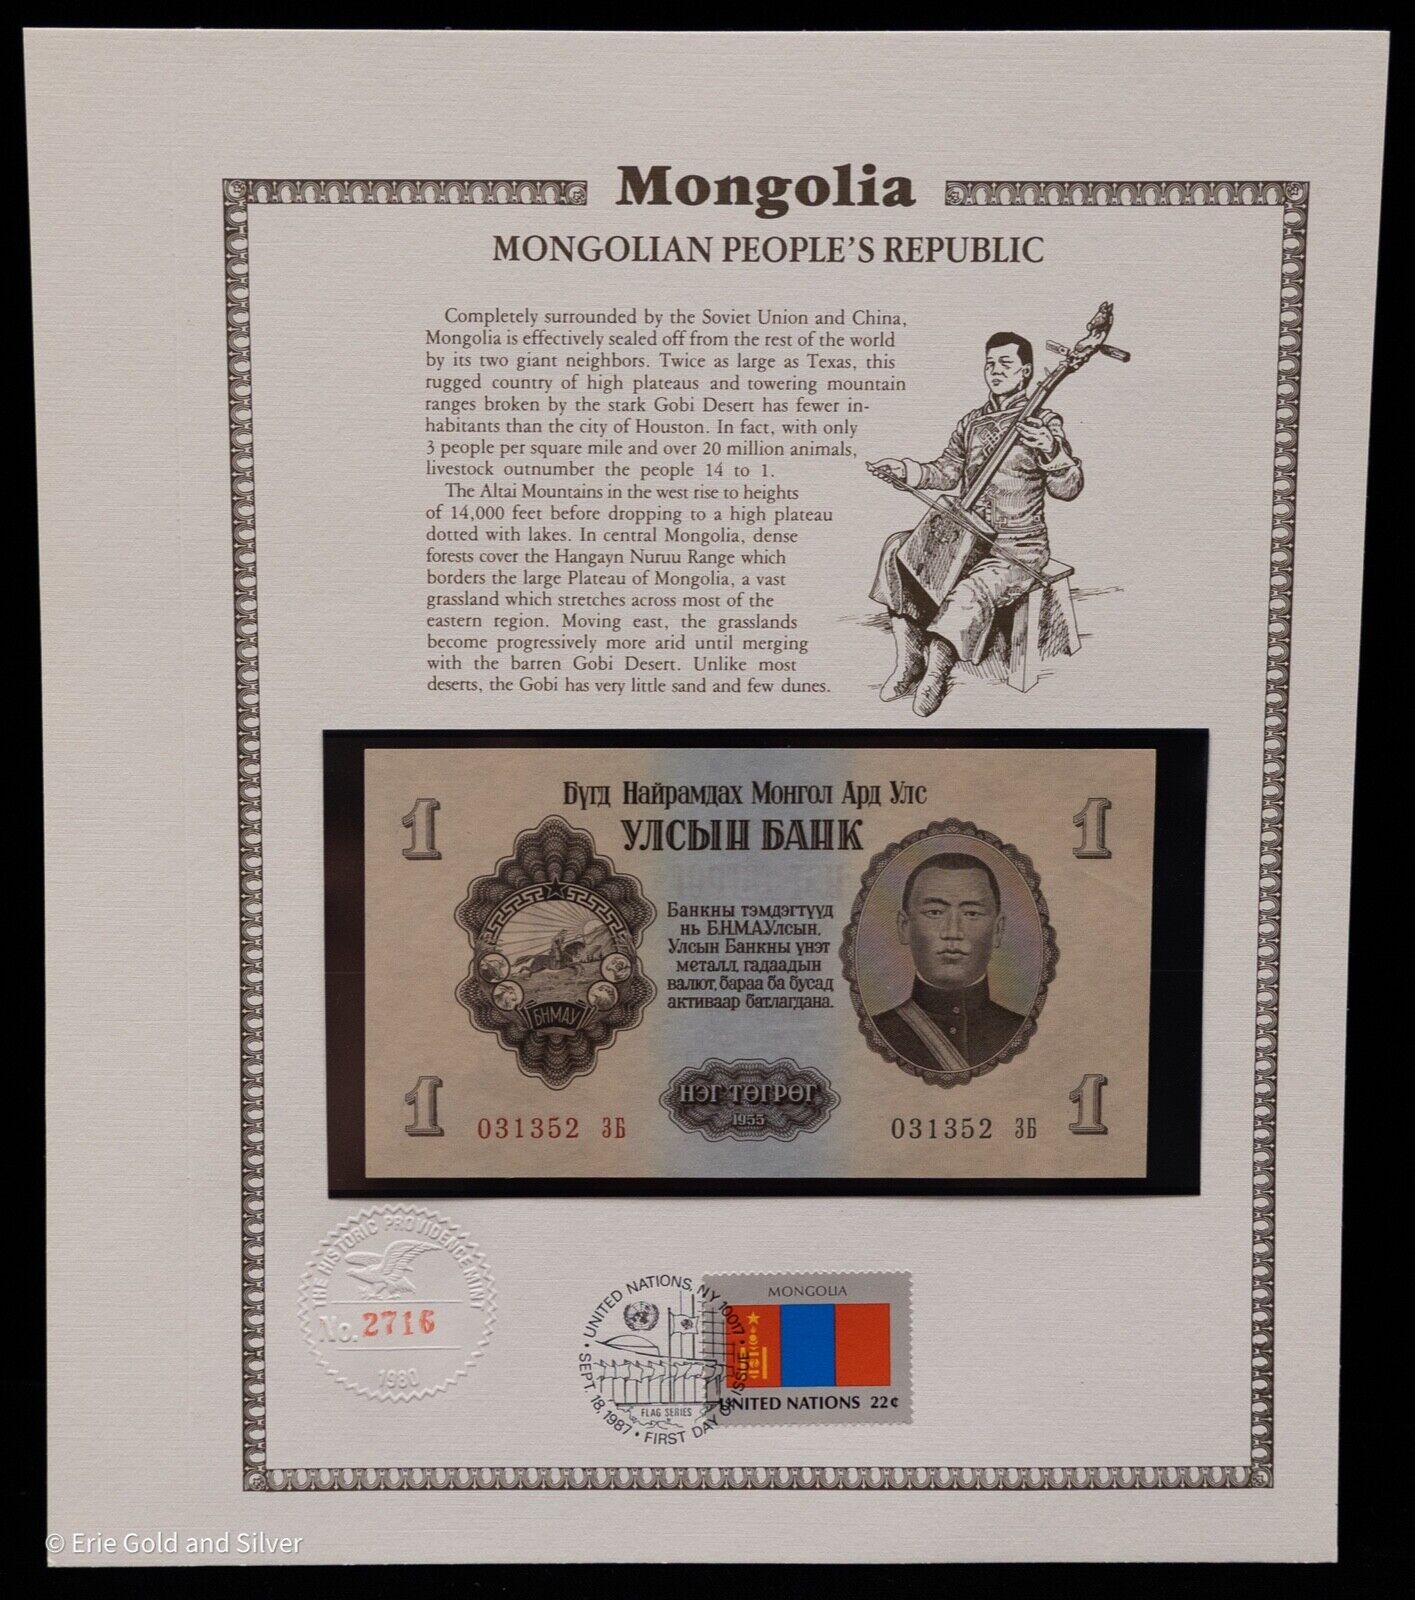 Mongolia
MONGOLIAN PEOPLE'S REPUBLIC
Completely surrounded by the Soviet Union and China,
Mongolia is effectively sealed off from the rest of the world
by its two giant neighbors. Twice as large as Texas, this
rugged country of high plateaus and towering mountain
ranges broken by the stark Gobi Desert has fewer in-
habitants than the city of Houston. In fact, with only
3 people per square mile and over 20 million animals,
livestock outnumber the people 14 to 1.
The Altai Mountains in the west rise to heights
of 14,000 feet before dropping to a high plateau
dotted with lakes. In central Mongolia, dense
forests cover the Hangayn Nuruu Range which
borders the large Plateau of Mongolia, a vast
grassland which stretches across most of the
eastern region. Moving east, the grasslands
become progressively more arid until merging
with the barren Gobi Desert. Unlike most
deserts, the Gobi has very little sand and few dunes.
1
Бүгд Найрамдах Монгол Ард Улс
УЛСЫН БАНК
1
Банкны тэмдэгтүүд
нь Б.Н.М.А.Улсын,
Улсын Банкны үнэт
металл, гадаадын
валют, бараа ба бусад
активаар батлагдана.
БНМАУ
НЭГ ТӨГРӨГ
1955
1
031352 ЗБ
031352 ЗБ
1
THE HISTORIC PROVIDENCE MINT
No. 2716
1980
UNITED NATIONS, NY 10017
FLAG SERIES
SEPT. 18, 1987 • FIRST DAY OF ISSUE •
MONGOLIA
UNITED NATIONS 22¢
© Erie Gold and Silver